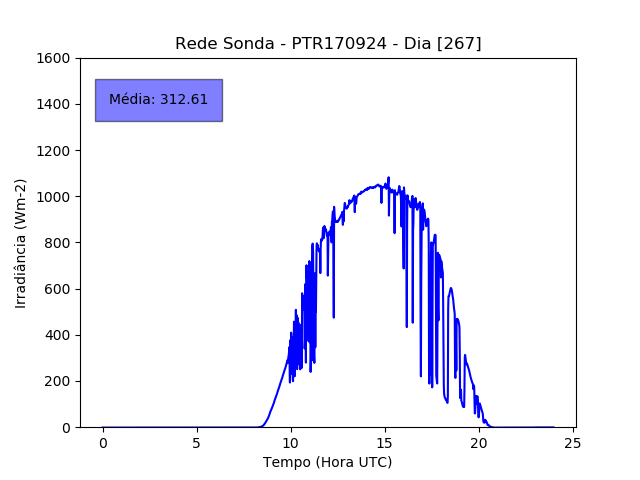 Rede Sonda - PTR170924 - Dia [267]
1600
1400
1200
1000
800
600
400
200
0
Média: 312.61
Irradiância (Wm-2)
0 5 10 15 20 25
Tempo (Hora UTC)